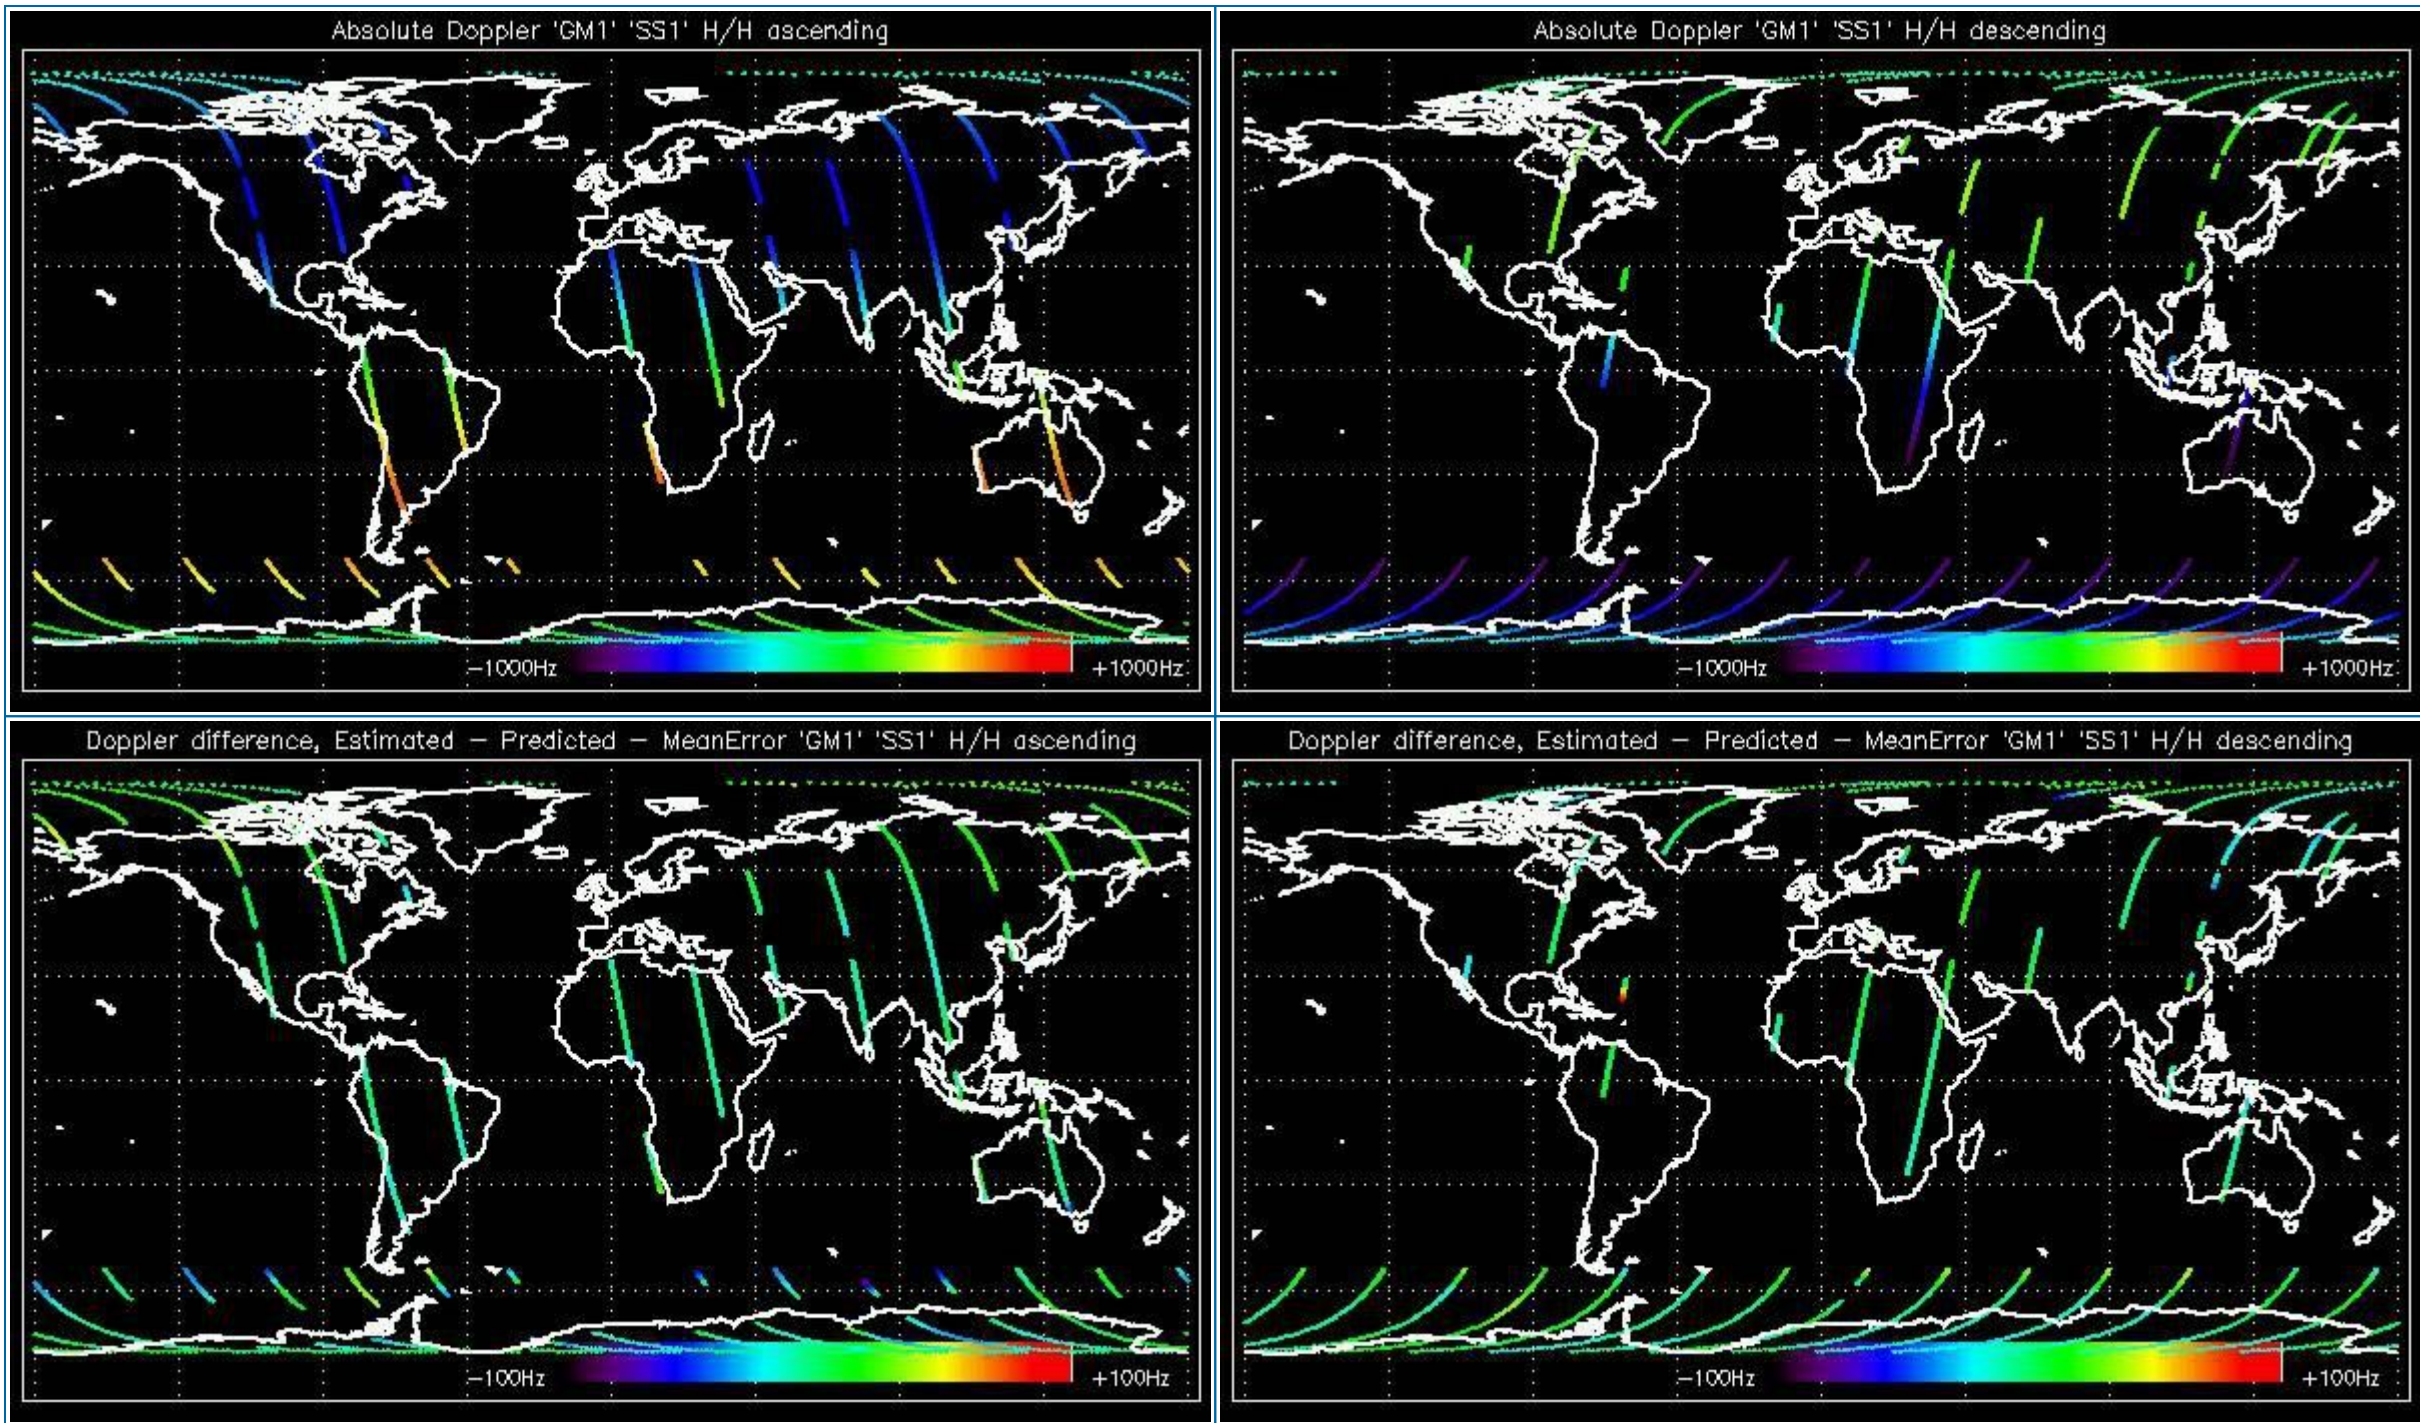 Absolute Doppler 'GM1' 'SS1' H/H ascending
-1000Hz +1000Hz
Absolute Doppler 'GM1' 'SS1' H/H descending
-1000Hz +1000Hz
Doppler difference, Estimated - Predicted - MeanError 'GM1' 'SS1' H/H ascending
-100Hz +100Hz
Doppler difference, Estimated - Predicted - MeanError 'GM1' 'SS1' H/H descending
-100Hz +100Hz